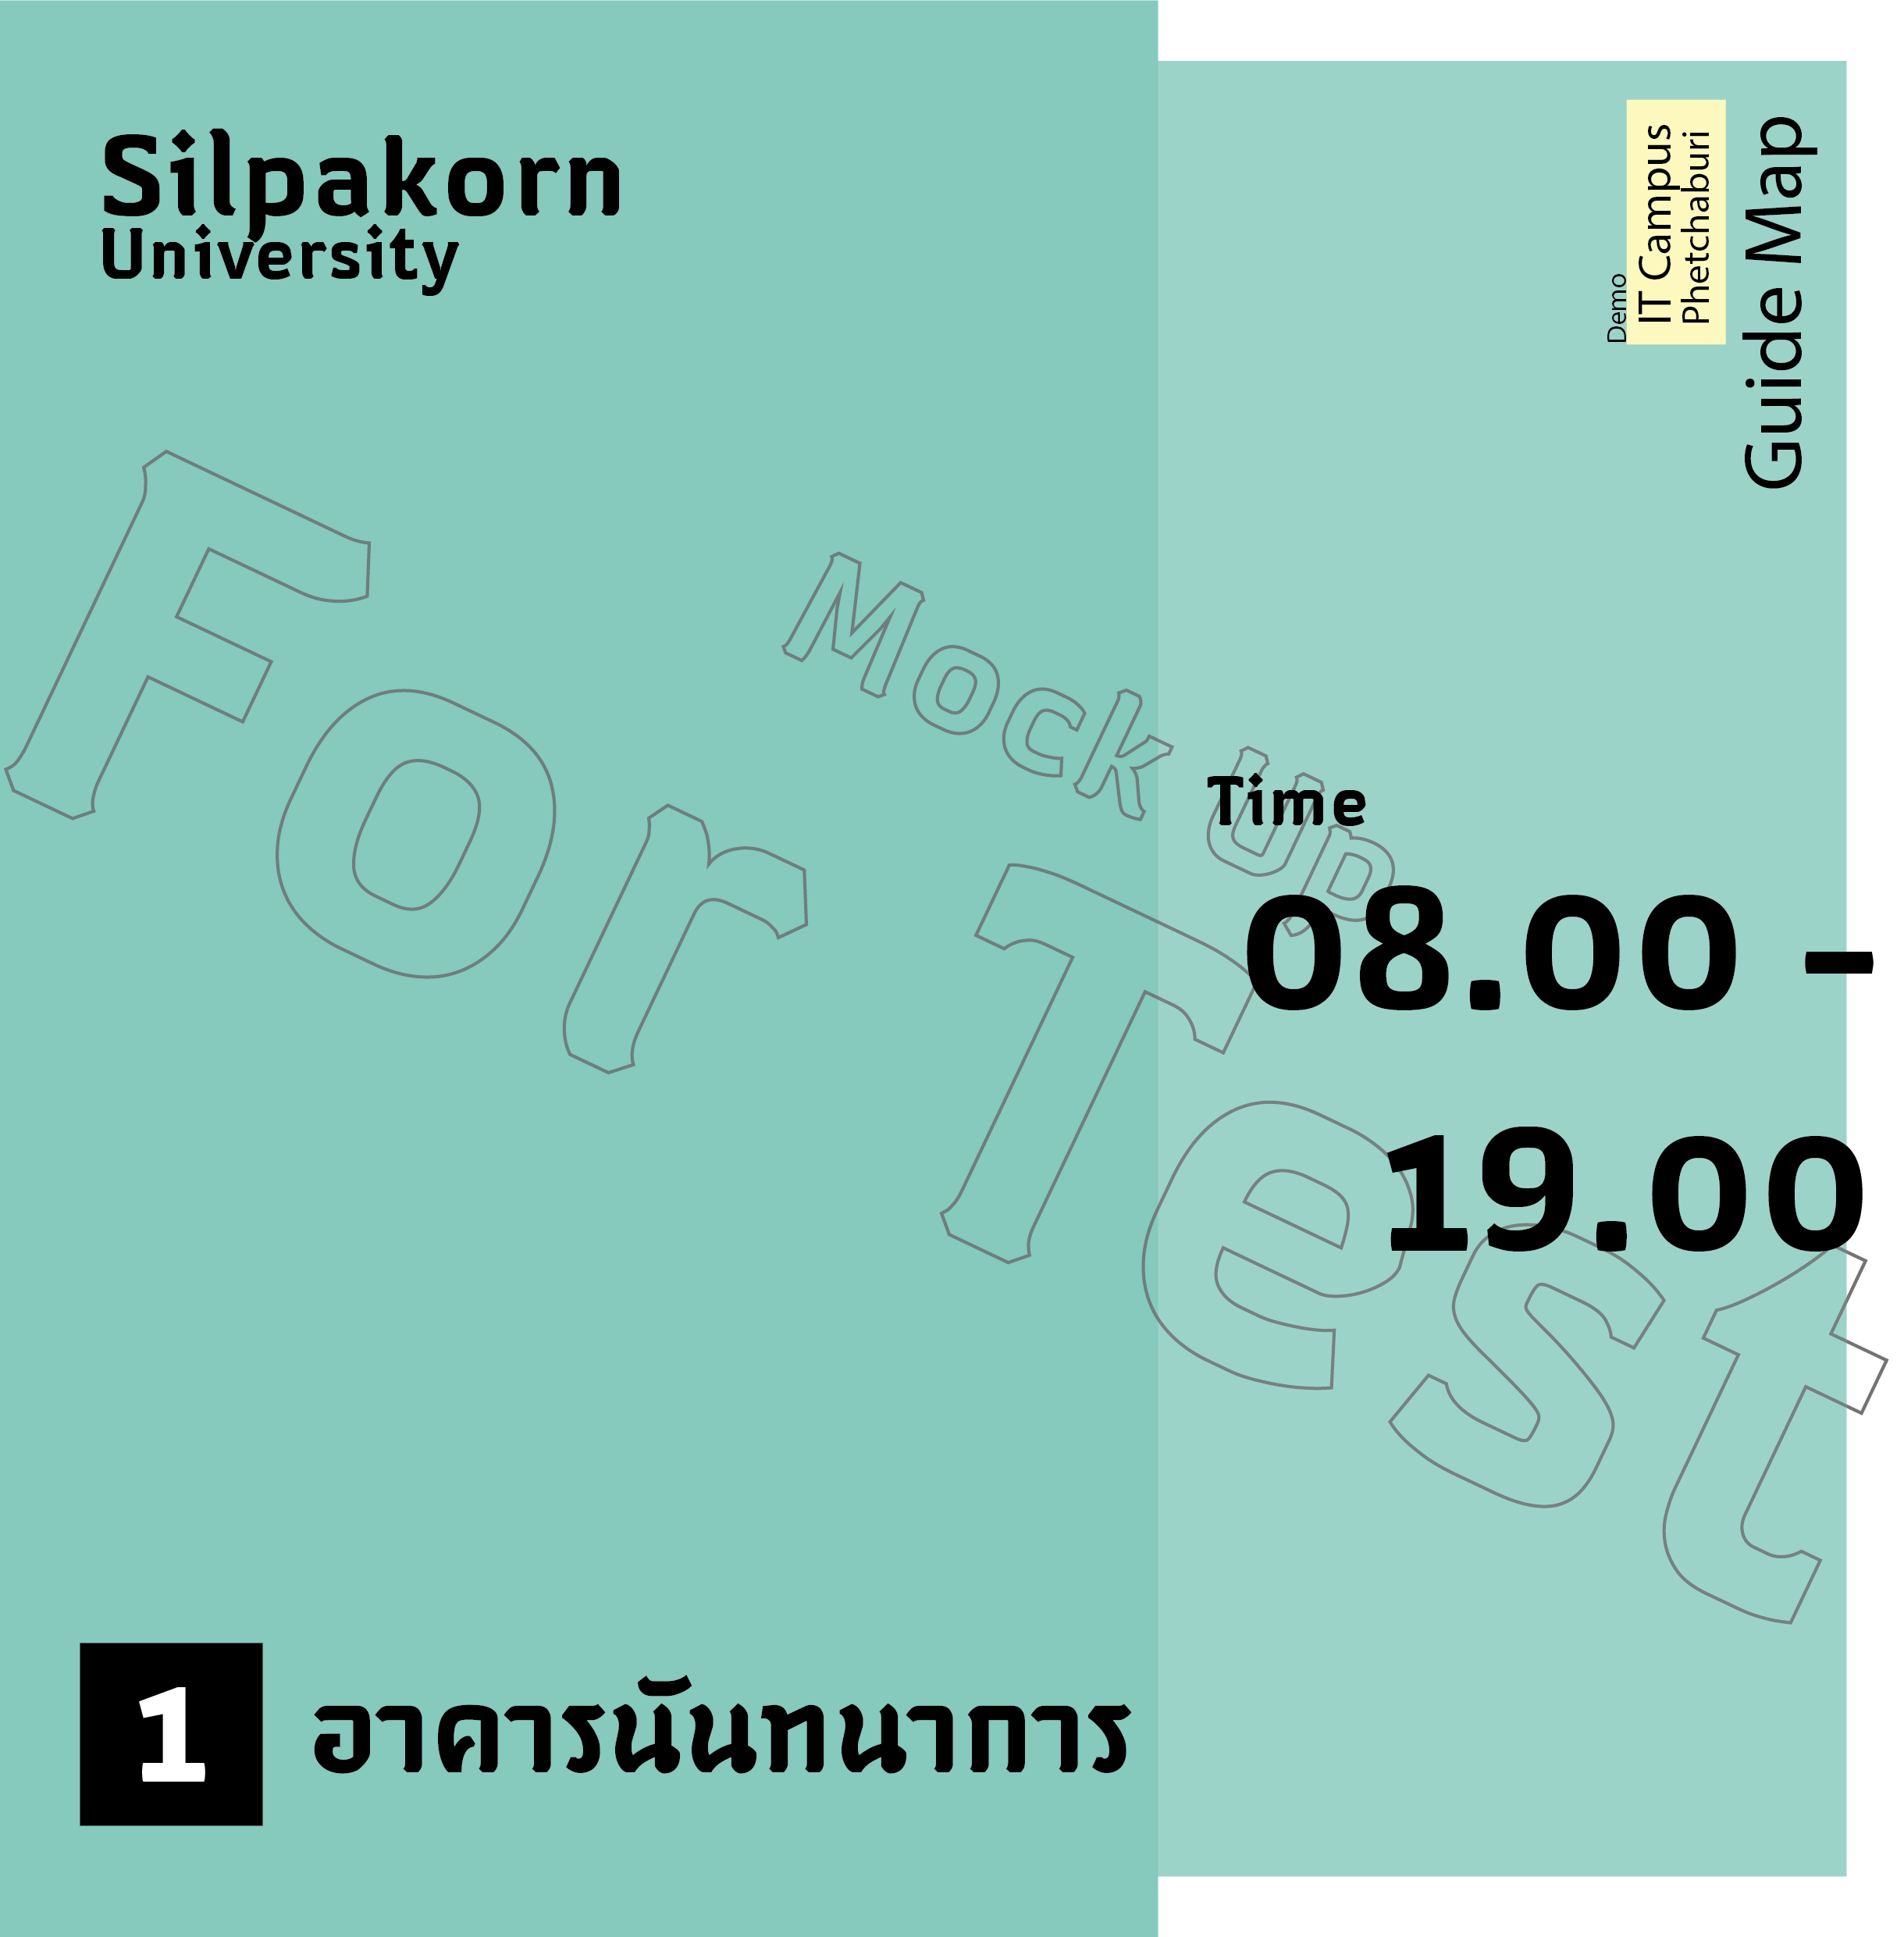 Silpakorn
University
Demo
IT Campus
Phetchaburi
Guide Map
For Test
Mock Up
Time
08.00 –
19.00
1 อาคารนันทนาการ